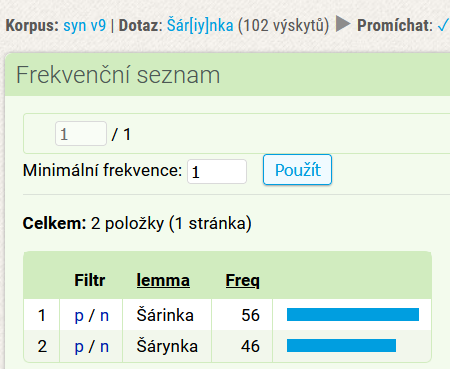 Korpus: syn v9 | Dotaz: Šár[iy]nka (102 výskytů) ▶ Promíchat: ✓
Frekvenční seznam
1 / 1
Minimální frekvence: 1 Použít
Celkem: 2 položky (1 stránka)
Filtr lemma Freq
1 p / n Šárinka 56
2 p / n Šárynka 46